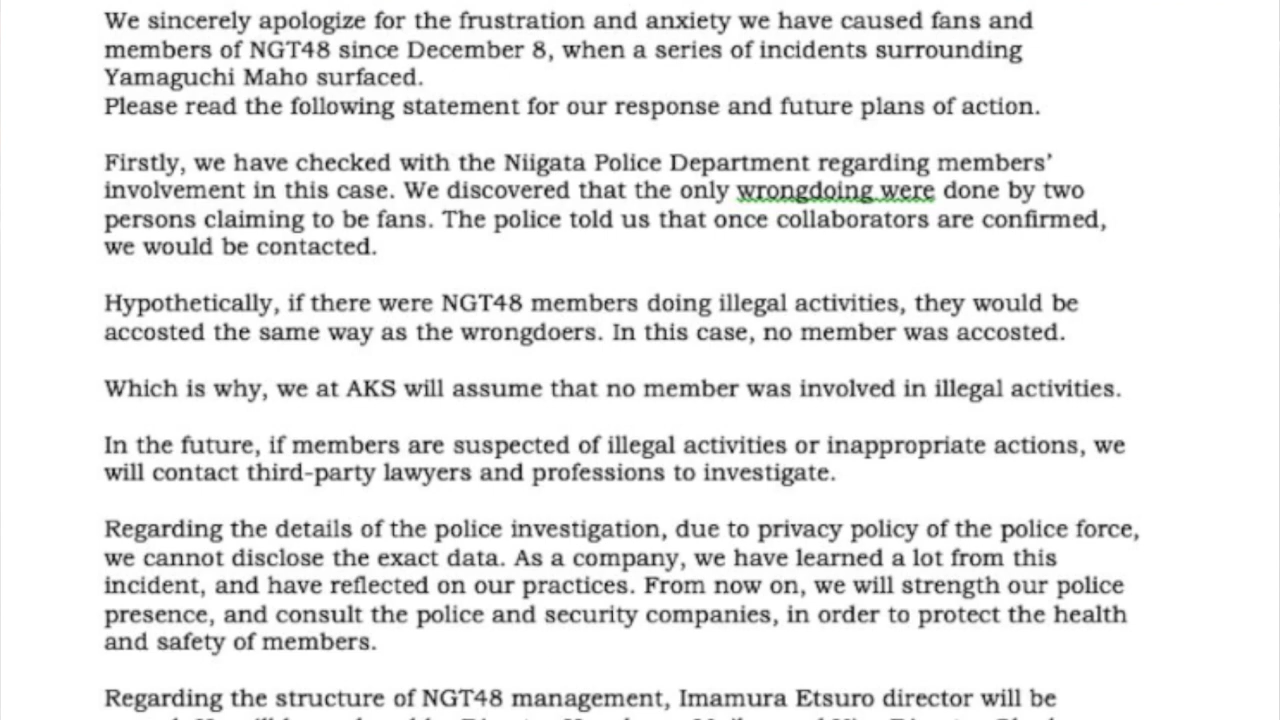 We sincerely apologize for the frustration and anxiety we have caused fans and
members of NGT48 since December 8, when a series of incidents surrounding
Yamaguchi Maho surfaced.
Please read the following statement for our response and future plans of action.
Firstly, we have checked with the Niigata Police Department regarding members’
involvement in this case. We discovered that the only wrongdoing were done by two
persons claiming to be fans. The police told us that once collaborators are confirmed,
we would be contacted.
Hypothetically, if there were NGT48 members doing illegal activities, they would be
accosted the same way as the wrongdoers. In this case, no member was accosted.
Which is why, we at AKS will assume that no member was involved in illegal activities.
In the future, if members are suspected of illegal activities or inappropriate actions, we
will contact third-party lawyers and professions to investigate.
Regarding the details of the police investigation, due to privacy policy of the police force,
we cannot disclose the exact data. As a company, we have learned a lot from this
incident, and have reflected on our practices. From now on, we will strength our police
presence, and consult the police and security companies, in order to protect the health
and safety of members.
Regarding the structure of NGT48 management, Imamura Etsuro director will be